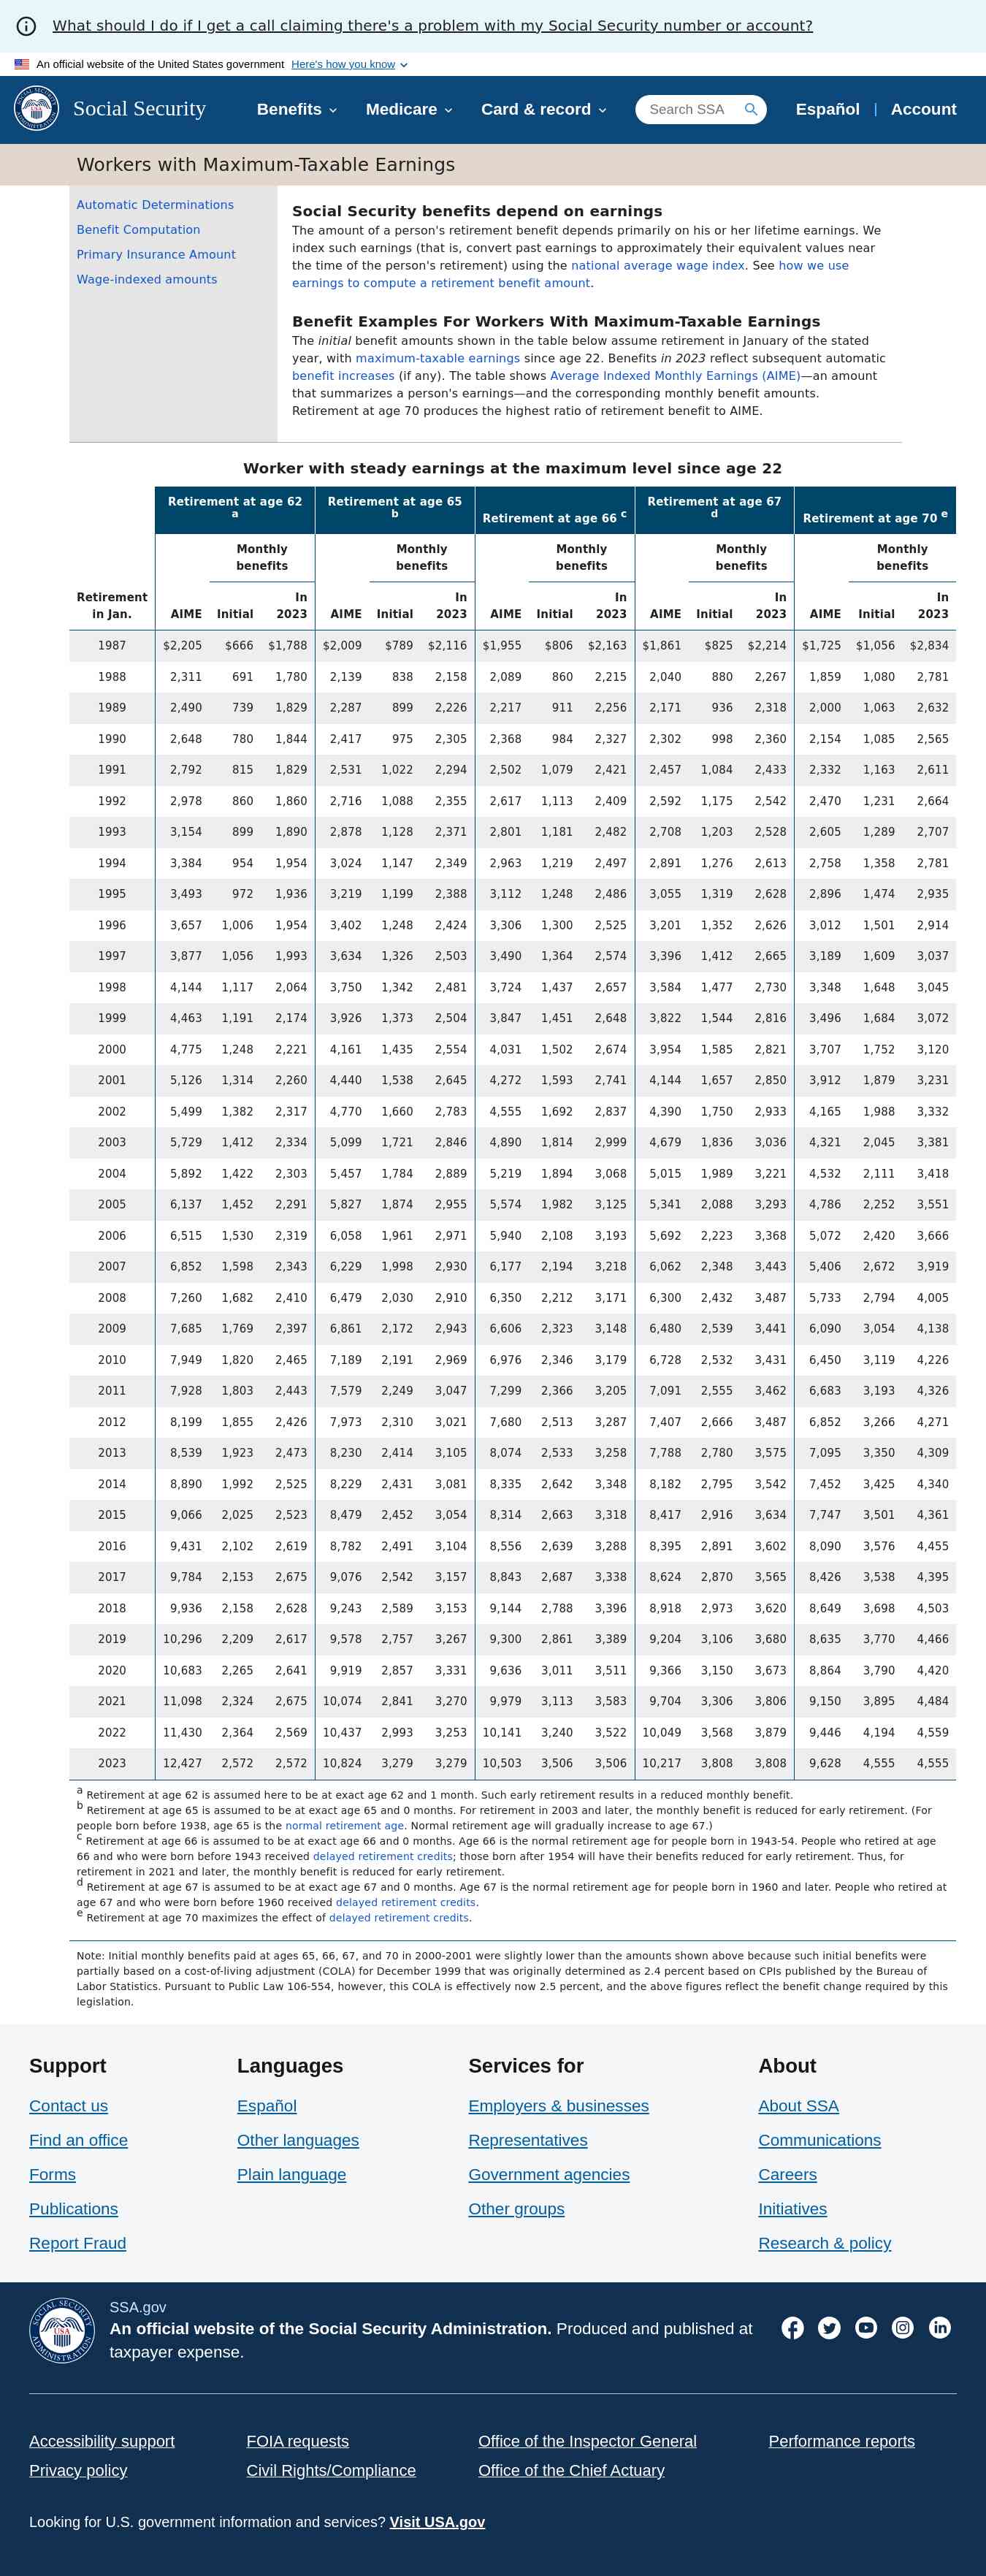 What should I do if I get a call claiming there's a problem with my Social Security number or account?
An official website of the United States government Here's how you know
Social Security Benefits Medicare Card & record Search SSA Español | Account
Workers with Maximum-Taxable Earnings
Automatic Determinations
Benefit Computation
Primary Insurance Amount
Wage-indexed amounts
Social Security benefits depend on earnings
The amount of a person's retirement benefit depends primarily on his or her lifetime earnings. We
index such earnings (that is, convert past earnings to approximately their equivalent values near
the time of the person's retirement) using the national average wage index. See how we use
earnings to compute a retirement benefit amount.
Benefit Examples For Workers With Maximum-Taxable Earnings
The initial benefit amounts shown in the table below assume retirement in January of the stated
year, with maximum-taxable earnings since age 22. Benefits in 2023 reflect subsequent automatic
benefit increases (if any). The table shows Average Indexed Monthly Earnings (AIME)—an amount
that summarizes a person's earnings—and the corresponding monthly benefit amounts.
Retirement at age 70 produces the highest ratio of retirement benefit to AIME.
Worker with steady earnings at the maximum level since age 22
Retirement at age 62 a Retirement at age 65 b Retirement at age 66 c Retirement at age 67 d Retirement at age 70 e
Monthly benefits Monthly benefits Monthly benefits Monthly benefits Monthly benefits
Retirement in Jan. AIME Initial In 2023 AIME Initial In 2023 AIME Initial In 2023 AIME Initial In 2023 AIME Initial In 2023
1987 $2,205 $666 $1,788 $2,009 $789 $2,116 $1,955 $806 $2,163 $1,861 $825 $2,214 $1,725 $1,056 $2,834
1988 2,311 691 1,780 2,139 838 2,158 2,089 860 2,215 2,040 880 2,267 1,859 1,080 2,781
1989 2,490 739 1,829 2,287 899 2,226 2,217 911 2,256 2,171 936 2,318 2,000 1,063 2,632
1990 2,648 780 1,844 2,417 975 2,305 2,368 984 2,327 2,302 998 2,360 2,154 1,085 2,565
1991 2,792 815 1,829 2,531 1,022 2,294 2,502 1,079 2,421 2,457 1,084 2,433 2,332 1,163 2,611
1992 2,978 860 1,860 2,716 1,088 2,355 2,617 1,113 2,409 2,592 1,175 2,542 2,470 1,231 2,664
1993 3,154 899 1,890 2,878 1,128 2,371 2,801 1,181 2,482 2,708 1,203 2,528 2,605 1,289 2,707
1994 3,384 954 1,954 3,024 1,147 2,349 2,963 1,219 2,497 2,891 1,276 2,613 2,758 1,358 2,781
1995 3,493 972 1,936 3,219 1,199 2,388 3,112 1,248 2,486 3,055 1,319 2,628 2,896 1,474 2,935
1996 3,657 1,006 1,954 3,402 1,248 2,424 3,306 1,300 2,525 3,201 1,352 2,626 3,012 1,501 2,914
1997 3,877 1,056 1,993 3,634 1,326 2,503 3,490 1,364 2,574 3,396 1,412 2,665 3,189 1,609 3,037
1998 4,144 1,117 2,064 3,750 1,342 2,481 3,724 1,437 2,657 3,584 1,477 2,730 3,348 1,648 3,045
1999 4,463 1,191 2,174 3,926 1,373 2,504 3,847 1,451 2,648 3,822 1,544 2,816 3,496 1,684 3,072
2000 4,775 1,248 2,221 4,161 1,435 2,554 4,031 1,502 2,674 3,954 1,585 2,821 3,707 1,752 3,120
2001 5,126 1,314 2,260 4,440 1,538 2,645 4,272 1,593 2,741 4,144 1,657 2,850 3,912 1,879 3,231
2002 5,499 1,382 2,317 4,770 1,660 2,783 4,555 1,692 2,837 4,390 1,750 2,933 4,165 1,988 3,332
2003 5,729 1,412 2,334 5,099 1,721 2,846 4,890 1,814 2,999 4,679 1,836 3,036 4,321 2,045 3,381
2004 5,892 1,422 2,303 5,457 1,784 2,889 5,219 1,894 3,068 5,015 1,989 3,221 4,532 2,111 3,418
2005 6,137 1,452 2,291 5,827 1,874 2,955 5,574 1,982 3,125 5,341 2,088 3,293 4,786 2,252 3,551
2006 6,515 1,530 2,319 6,058 1,961 2,971 5,940 2,108 3,193 5,692 2,223 3,368 5,072 2,420 3,666
2007 6,852 1,598 2,343 6,229 1,998 2,930 6,177 2,194 3,218 6,062 2,348 3,443 5,406 2,672 3,919
2008 7,260 1,682 2,410 6,479 2,030 2,910 6,350 2,212 3,171 6,300 2,432 3,487 5,733 2,794 4,005
2009 7,685 1,769 2,397 6,861 2,172 2,943 6,606 2,323 3,148 6,480 2,539 3,441 6,090 3,054 4,138
2010 7,949 1,820 2,465 7,189 2,191 2,969 6,976 2,346 3,179 6,728 2,532 3,431 6,450 3,119 4,226
2011 7,928 1,803 2,443 7,579 2,249 3,047 7,299 2,366 3,205 7,091 2,555 3,462 6,683 3,193 4,326
2012 8,199 1,855 2,426 7,973 2,310 3,021 7,680 2,513 3,287 7,407 2,666 3,487 6,852 3,266 4,271
2013 8,539 1,923 2,473 8,230 2,414 3,105 8,074 2,533 3,258 7,788 2,780 3,575 7,095 3,350 4,309
2014 8,890 1,992 2,525 8,229 2,431 3,081 8,335 2,642 3,348 8,182 2,795 3,542 7,452 3,425 4,340
2015 9,066 2,025 2,523 8,479 2,452 3,054 8,314 2,663 3,318 8,417 2,916 3,634 7,747 3,501 4,361
2016 9,431 2,102 2,619 8,782 2,491 3,104 8,556 2,639 3,288 8,395 2,891 3,602 8,090 3,576 4,455
2017 9,784 2,153 2,675 9,076 2,542 3,157 8,843 2,687 3,338 8,624 2,870 3,565 8,426 3,538 4,395
2018 9,936 2,158 2,628 9,243 2,589 3,153 9,144 2,788 3,396 8,918 2,973 3,620 8,649 3,698 4,503
2019 10,296 2,209 2,617 9,578 2,757 3,267 9,300 2,861 3,389 9,204 3,106 3,680 8,635 3,770 4,466
2020 10,683 2,265 2,641 9,919 2,857 3,331 9,636 3,011 3,511 9,366 3,150 3,673 8,864 3,790 4,420
2021 11,098 2,324 2,675 10,074 2,841 3,270 9,979 3,113 3,583 9,704 3,306 3,806 9,150 3,895 4,484
2022 11,430 2,364 2,569 10,437 2,993 3,253 10,141 3,240 3,522 10,049 3,568 3,879 9,446 4,194 4,559
2023 12,427 2,572 2,572 10,824 3,279 3,279 10,503 3,506 3,506 10,217 3,808 3,808 9,628 4,555 4,555
a Retirement at age 62 is assumed here to be at exact age 62 and 1 month. Such early retirement results in a reduced monthly benefit.
b Retirement at age 65 is assumed to be at exact age 65 and 0 months. For retirement in 2003 and later, the monthly benefit is reduced for early retirement. (For
people born before 1938, age 65 is the normal retirement age. Normal retirement age will gradually increase to age 67.)
c Retirement at age 66 is assumed to be at exact age 66 and 0 months. Age 66 is the normal retirement age for people born in 1943-54. People who retired at age
66 and who were born before 1943 received delayed retirement credits; those born after 1954 will have their benefits reduced for early retirement. Thus, for
retirement in 2021 and later, the monthly benefit is reduced for early retirement.
d Retirement at age 67 is assumed to be at exact age 67 and 0 months. Age 67 is the normal retirement age for people born in 1960 and later. People who retired at
age 67 and who were born before 1960 received delayed retirement credits.
e Retirement at age 70 maximizes the effect of delayed retirement credits.
Note: Initial monthly benefits paid at ages 65, 66, 67, and 70 in 2000-2001 were slightly lower than the amounts shown above because such initial benefits were
partially based on a cost-of-living adjustment (COLA) for December 1999 that was originally determined as 2.4 percent based on CPIs published by the Bureau of
Labor Statistics. Pursuant to Public Law 106-554, however, this COLA is effectively now 2.5 percent, and the above figures reflect the benefit change required by this
legislation.
Support Languages Services for About
Contact us Español Employers & businesses About SSA
Find an office Other languages Representatives Communications
Forms Plain language Government agencies Careers
Publications Other groups Initiatives
Report Fraud Research & policy
SOCIAL SECURITY ADMINISTRATION USA
SSA.gov
An official website of the Social Security Administration. Produced and published at
taxpayer expense.
Accessibility support FOIA requests Office of the Inspector General Performance reports
Privacy policy Civil Rights/Compliance Office of the Chief Actuary
Looking for U.S. government information and services? Visit USA.gov